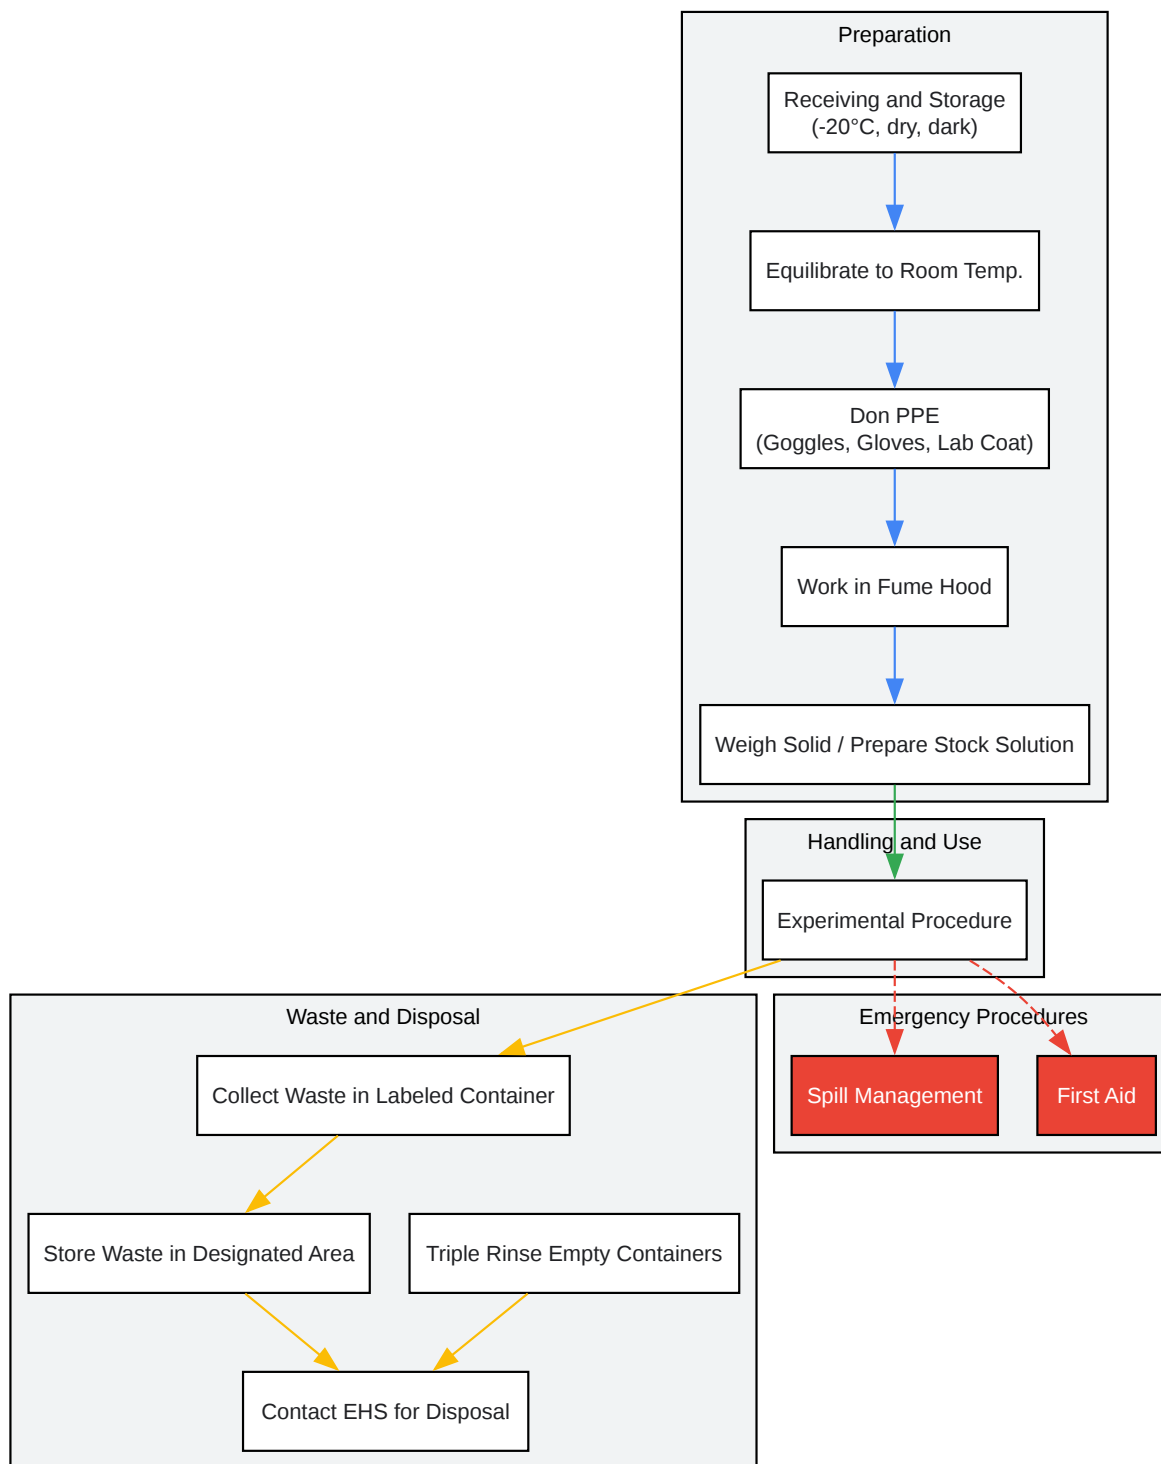 Preparation
Receiving and Storage
(-20°C, dry, dark)
Equilibrate to Room Temp.
Don PPE
(Goggles, Gloves, Lab Coat)
Work in Fume Hood
Weigh Solid / Prepare Stock Solution
Handling and Use
Experimental Procedure
Waste and Disposal
Collect Waste in Labeled Container
Store Waste in Designated Area
Triple Rinse Empty Containers
Contact EHS for Disposal
Emergency Procedures
Spill Management
First Aid